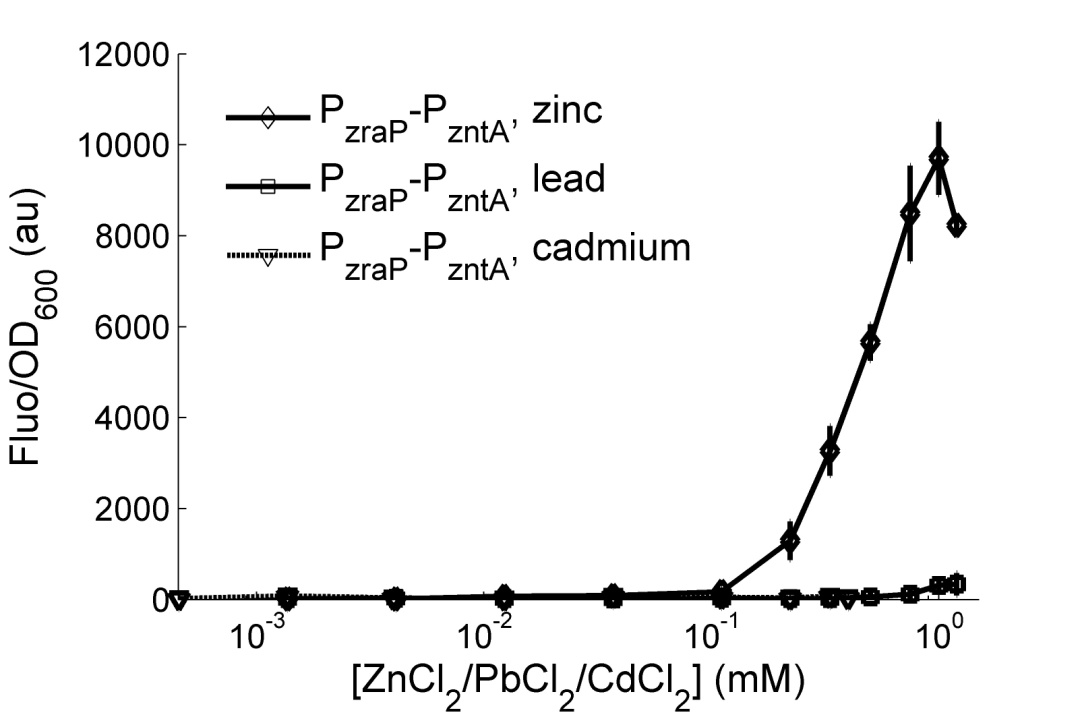 12000
10000
8000
6000
4000
2000
0
Fluo/OD600 (au)
PzraP-PzntA, zinc
PzraP-PzntA, lead
PzraP-PzntA, cadmium
10-3
10-2
10-1
100
[ZnCl2/PbCl2/CdCl2] (mM)